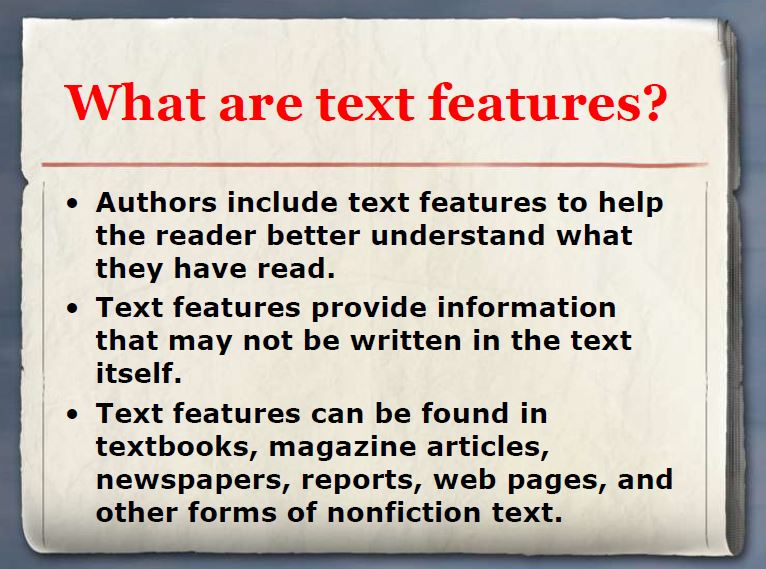 What are text features?
• Authors include text features to help
the reader better understand what
they have read.
• Text features provide information
that may not be written in the text
itself.
• Text features can be found in
textbooks, magazine articles,
newspapers, reports, web pages, and
other forms of nonfiction text.